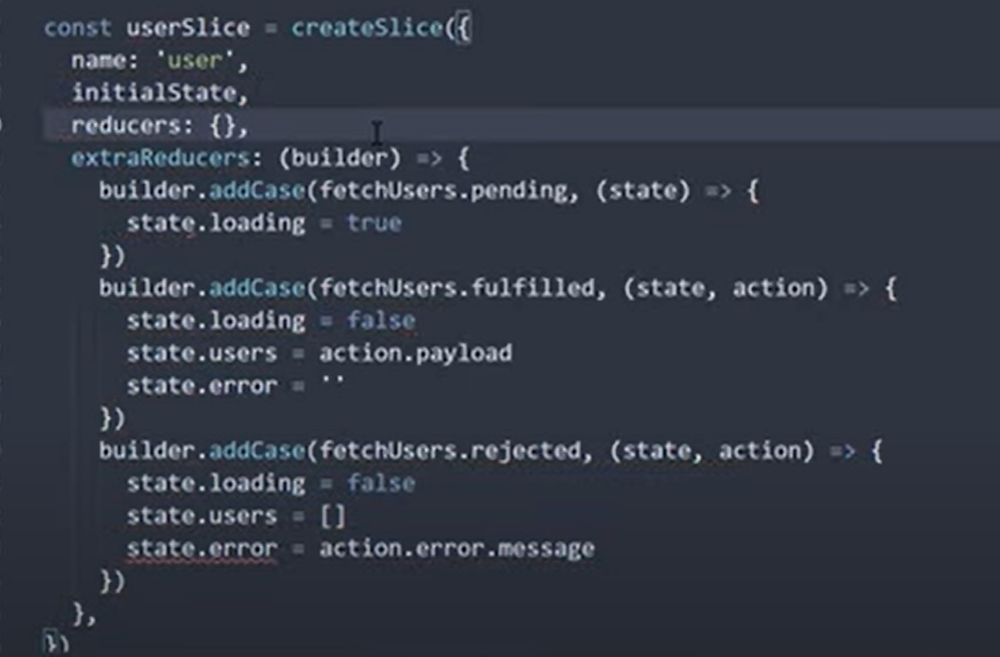 const userSlice = createSlice({
  name: 'user',
  initialState,
  reducers: {},
  extraReducers: (builder) => {
    builder.addCase(fetchUsers.pending, (state) => {
      state.loading = true
    })
    builder.addCase(fetchUsers.fulfilled, (state, action) => {
      state.loading = false
      state.users = action.payload
      state.error = ''
    })
    builder.addCase(fetchUsers.rejected, (state, action) => {
      state.loading = false
      state.users = []
      state.error = action.error.message
    })
  },
})